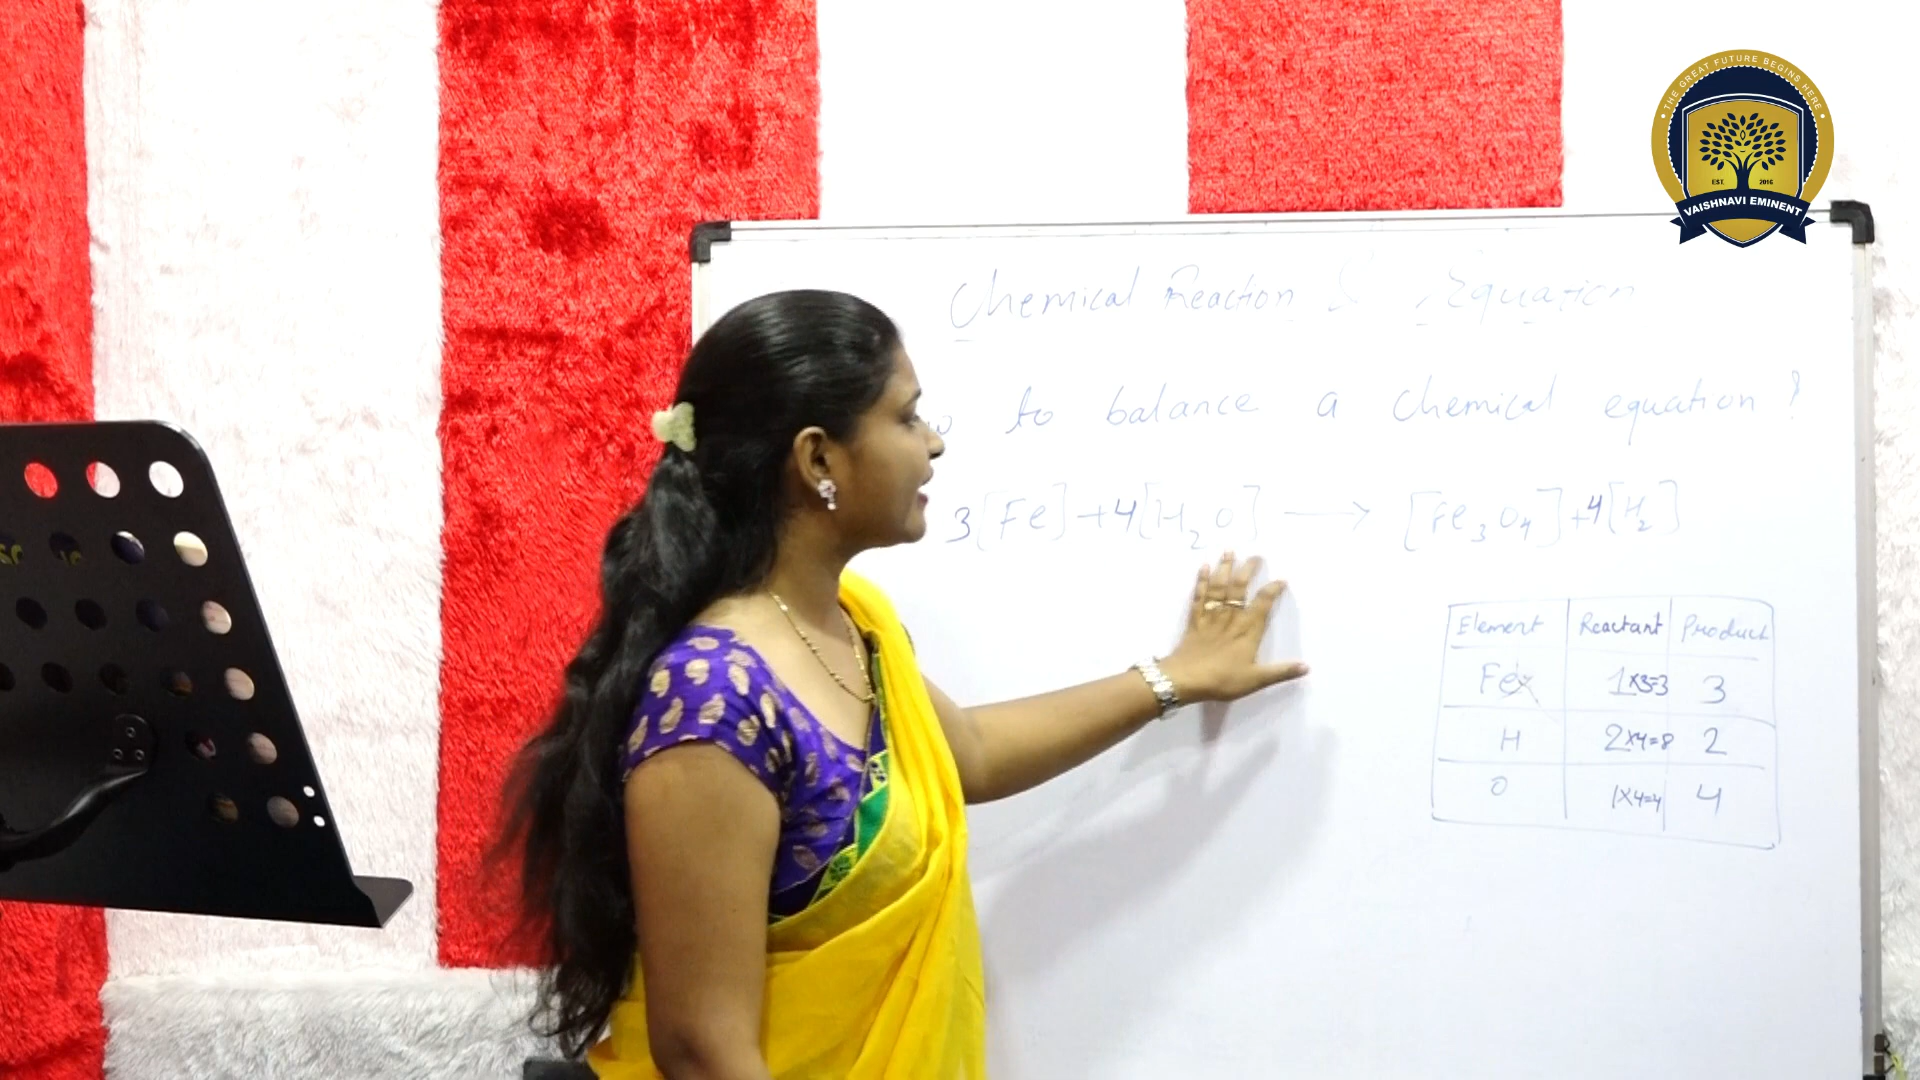 THE GREAT FUTURE BEGINS HERE
EST. 2016
VAISHNAVI EMINENT
Chemical Reaction & Equation
to balance a chemical equation?
3[Fe]+4[H2O] → [Fe3O4]+4[H2]
Element Reactant Product
Fe 1x3=3 3
H 2x4=8 2
O 1x4=4 4